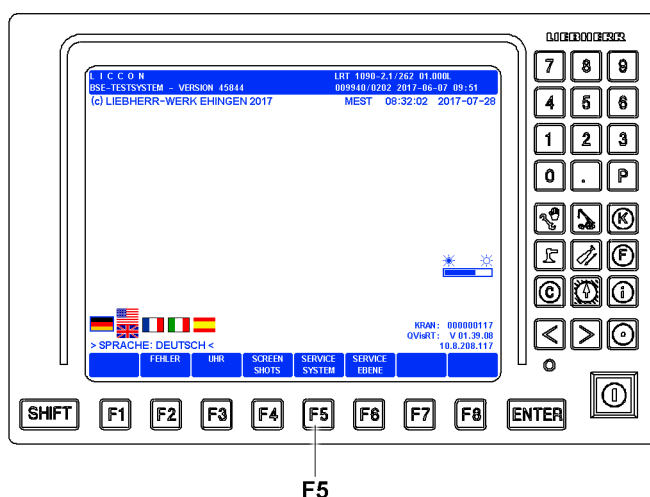 LIEBHERR
L I C C O N LRT 1090-2.1/262 01.000L
BSE-TESTSYSTEM - VERSION 45844 009940/0202 2017-06-07 09:51
(c) LIEBHERR-WERK EHINGEN 2017 MEST 08:32:02 2017-07-28
7 8 9
4 5 6
1 2 3
0 . P
K
F
C i
< >
KRAN: 000000117
QVisRT: V 01.39.08
> SPRACHE: DEUTSCH < 10.8.208.117
FEHLER UHR SCREEN SHOTS SERVICE SYSTEM SERVICE EBENE
SHIFT F1 F2 F3 F4 F5 F6 F7 F8 ENTER
F5